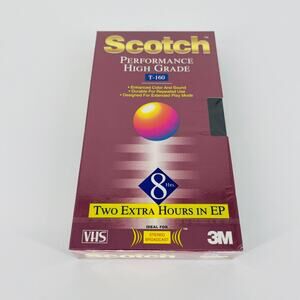 Scotch™
PERFORMANCE
HIGH GRADE
T-160
• Enhanced Color And Sound
• Durable For Repeated Use
• Designed For Extended Play Mode
8 Hrs.
TWO EXTRA HOURS IN EP
VHS
IDEAL FOR
STEREO
BROADCAST
3M